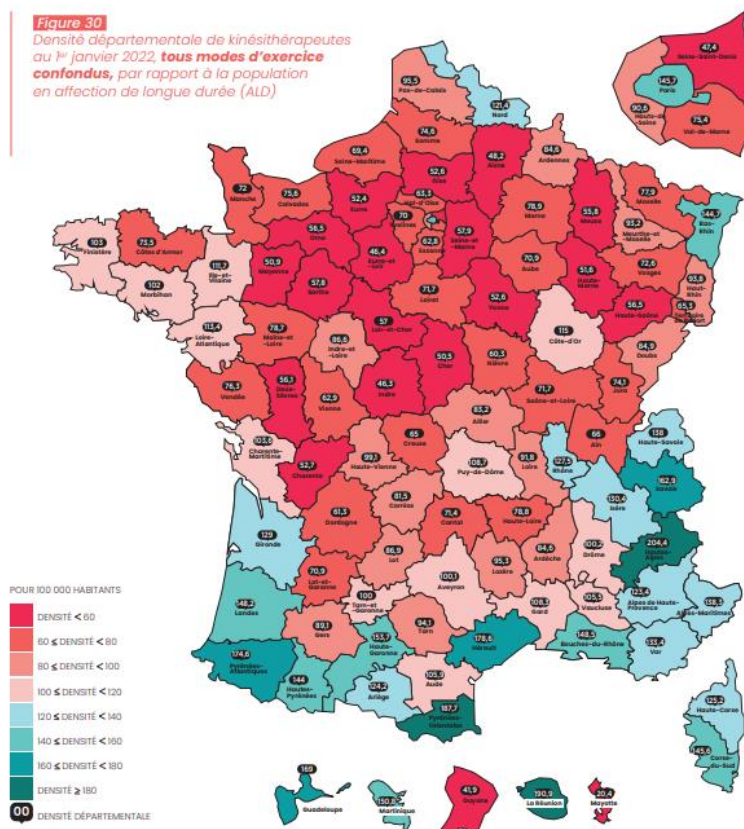 Figure 30
Densité départementale de kinésithérapeutes
au 1er janvier 2022, tous modes d'exercice
confondus, par rapport à la population
en affection de longue durée (ALD)
47,4
Seine-Saint-Denis
145,7
Paris
90,6
Hauts-de-Seine
75,4
Val-de-Marne
95,5
Pas-de-Calais
121,4
Nord
74,6
Somme
69,4
Seine-Maritime
48,2
Aisne
84,6
Ardennes
52,6
Oise
72
Manche
75,6
Calvados
52,4
Eure
63,3
Val-d'Oise
70
Yvelines
62,8
Essonne
57,9
Seine-et-Marne
78,9
Marne
55,8
Meuse
77,9
Moselle
93,2
Meurthe-et-Moselle
144,7
Bas-Rhin
103
Finistère
73,5
Côtes d'Armor
111,7
Ille-et-Vilaine
102
Morbihan
56,5
Orne
50,9
Mayenne
57,8
Sarthe
46,4
Eure-et-Loir
71,7
Loiret
70,9
Aube
51,6
Haute-Marne
72,6
Vosges
93,8
Haut-Rhin
65,3
Territoire de Belfort
113,4
Loire-Atlantique
78,7
Maine-et-Loire
86,6
Indre-et-Loire
57
Loir-et-Cher
52,6
Yonne
115
Côte-d'Or
56,5
Haute-Saône
84,9
Doubs
76,3
Vendée
56,1
Deux-Sèvres
62,9
Vienne
46,3
Indre
50,5
Cher
60,3
Nièvre
71,7
Saône-et-Loire
74,1
Jura
83,2
Allier
103,6
Charente-Maritime
52,7
Charente
99,1
Haute-Vienne
65
Creuse
108,7
Puy-de-Dôme
91,8
Loire
127,5
Rhône
66
Ain
138
Haute-Savoie
162,9
Savoie
130,4
Isère
129
Gironde
61,3
Dordogne
81,5
Corrèze
71,4
Cantal
78,8
Haute-Loire
84,6
Ardèche
100,2
Drôme
204,4
Hautes-Alpes
70,9
Lot-et-Garonne
86,9
Lot
100,1
Aveyron
95,3
Lozère
108,3
Gard
105,5
Vaucluse
123,4
Alpes de Haute-Provence
138,3
Alpes-Maritimes
148,2
Landes
100
Tarn-et-Garonne
89,1
Gers
94,1
Tarn
153,7
Haute-Garonne
178,6
Hérault
148,5
Bouches-du-Rhône
133,4
Var
174,6
Pyrénées-Atlantiques
144
Hautes-Pyrénées
124,2
Ariège
105,9
Aude
187,7
Pyrénées-Orientales
125,2
Haute-Corse
145,6
Corse-du-Sud
POUR 100 000 HABITANTS
DENSITÉ < 60
60 ≤ DENSITÉ < 80
80 ≤ DENSITÉ < 100
100 ≤ DENSITÉ < 120
120 ≤ DENSITÉ < 140
140 ≤ DENSITÉ < 160
160 ≤ DENSITÉ < 180
DENSITÉ ≥ 180
00 DENSITÉ DÉPARTEMENTALE
169
Guadeloupe
150,8
Martinique
41,9
Guyane
190,9
La Réunion
20,4
Mayotte